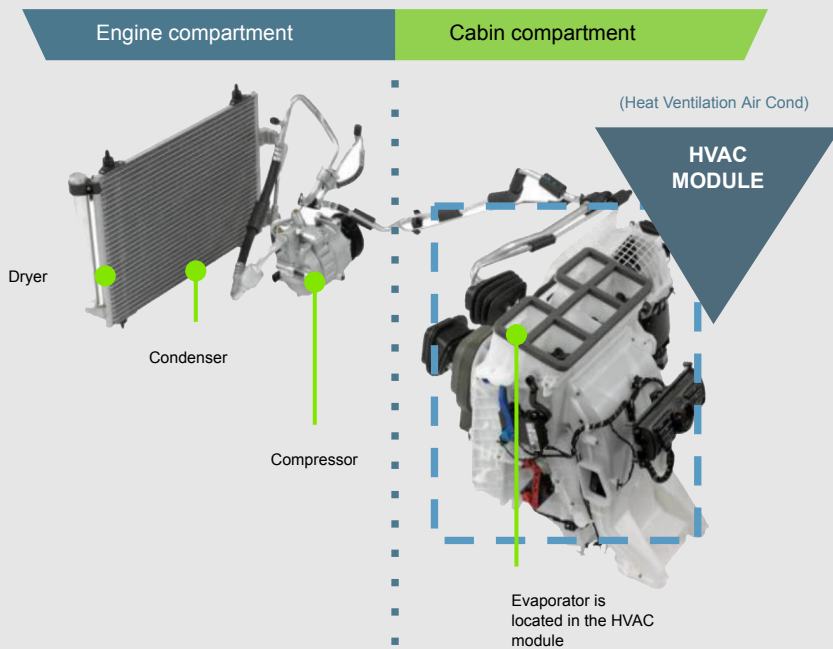 Engine compartment
Cabin compartment
(Heat Ventilation Air Cond)
HVAC
MODULE
Dryer
Condenser
Compressor
Evaporator is
located in the HVAC
module